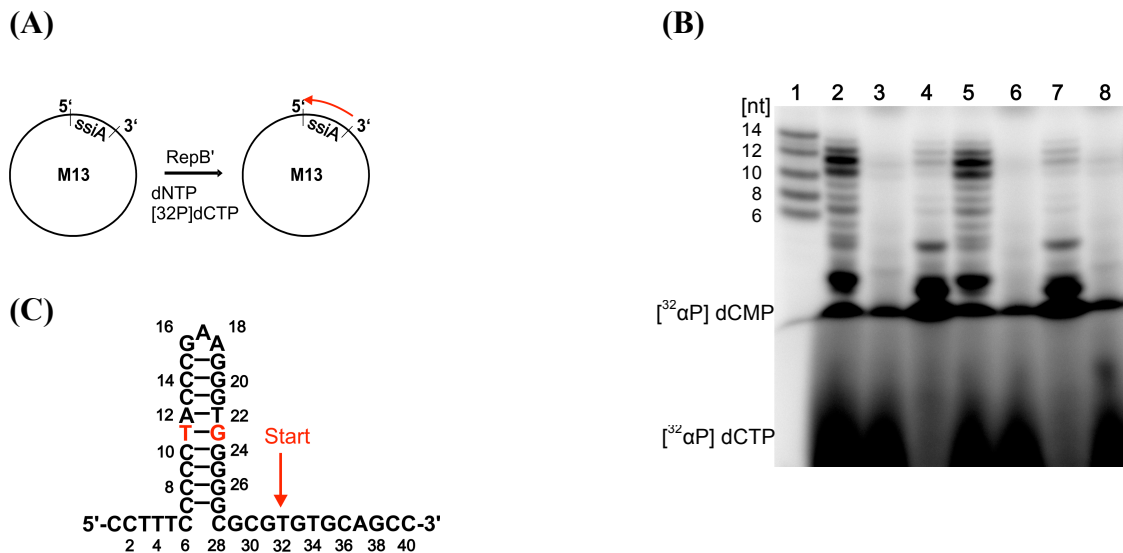 (A)
5'
ssiA
3'
M13
RepB'
dNTP
[32P]dCTP
5'
ssiA
3'
M13
(B)
1 2 3 4 5 6 7 8
[nt]
14
12
10
8
6
[³²αP] dCMP
[³²αP] dCTP
(C)
16 A 18
G A
C–G
14 C–G 20
C–G
12 A T 22
T–G Start
10 C–G 24
C–G
8 C–G 26
C–G
5'-CCTTTC CGCGTGTGCAGCC-3'
2 4 6 28 30 32 34 36 38 40